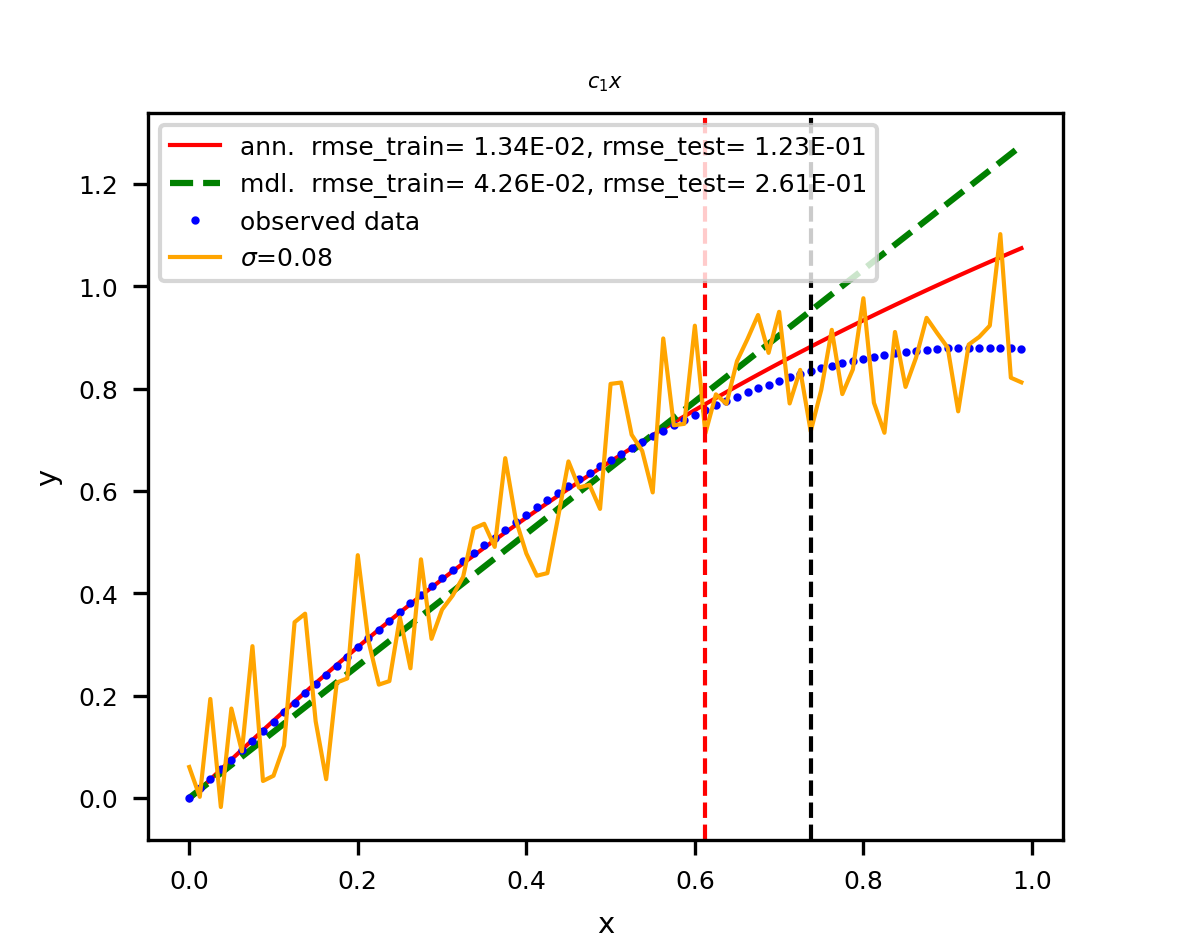 c₁x
ann. rmse_train= 1.34E-02, rmse_test= 1.23E-01
mdl. rmse_train= 4.26E-02, rmse_test= 2.61E-01
observed data
σ=0.08
1.2
1.0
0.8
0.6
0.4
0.2
0.0
y
0.0 0.2 0.4 0.6 0.8 1.0
x